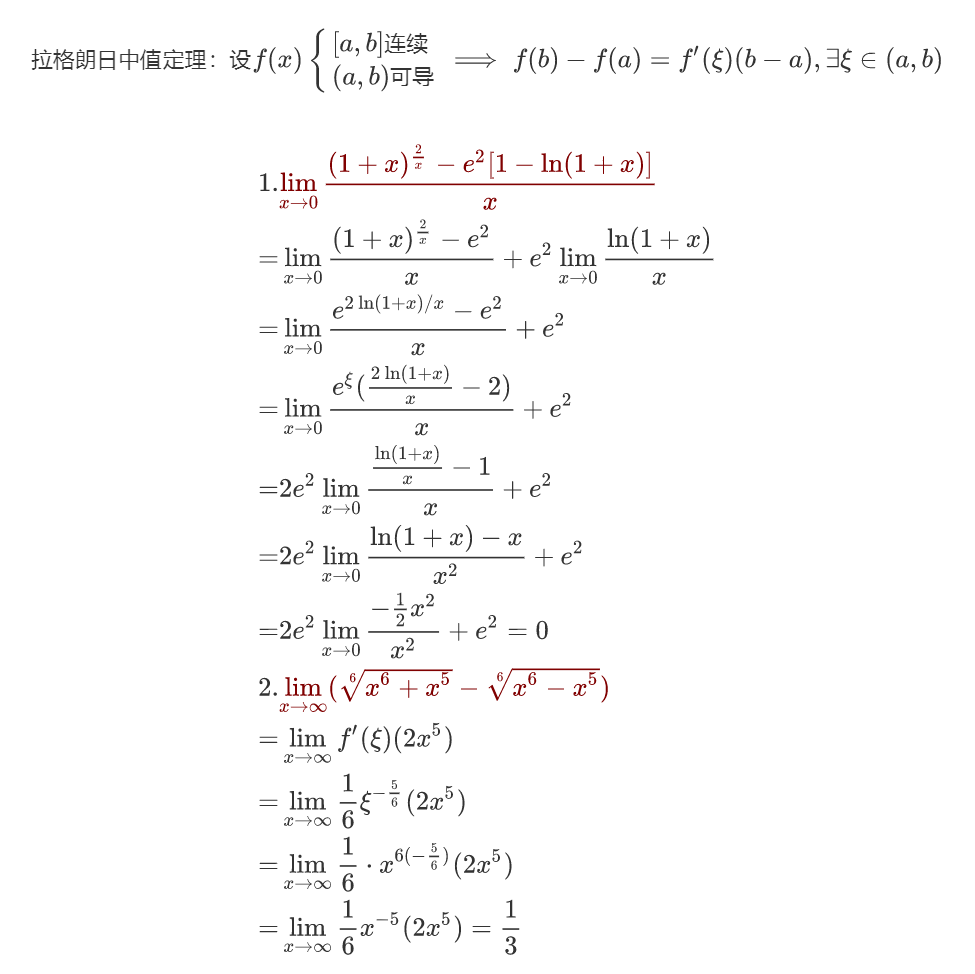 拉格朗日中值定理：设$f(x)\begin{cases}[a,b]连续\\(a,b)可导\end{cases} \implies f(b)-f(a)=f'(\xi)(b-a),\exists\xi\in(a,b)$
1.$\lim_{x\to0}\frac{(1+x)^{\frac{2}{x}}-e^2[1-\ln(1+x)]}{x}$
$=\lim_{x\to0}\frac{(1+x)^{\frac{2}{x}}-e^2}{x}+e^2\lim_{x\to0}\frac{\ln(1+x)}{x}$
$=\lim_{x\to0}\frac{e^{2\ln(1+x)/x}-e^2}{x}+e^2$
$=\lim_{x\to0}\frac{e^{\xi}(\frac{2\ln(1+x)}{x}-2)}{x}+e^2$
$=2e^2\lim_{x\to0}\frac{\frac{\ln(1+x)}{x}-1}{x}+e^2$
$=2e^2\lim_{x\to0}\frac{\ln(1+x)-x}{x^2}+e^2$
$=2e^2\lim_{x\to0}\frac{-\frac{1}{2}x^2}{x^2}+e^2=0$
2.$\lim_{x\to\infty}(\sqrt[6]{x^6+x^5}-\sqrt[6]{x^6-x^5})$
$=\lim_{x\to\infty}f'(\xi)(2x^5)$
$=\lim_{x\to\infty}\frac{1}{6}\xi^{-\frac{5}{6}}(2x^5)$
$=\lim_{x\to\infty}\frac{1}{6}\cdot x^{6(-\frac{5}{6})}(2x^5)$
$=\lim_{x\to\infty}\frac{1}{6}x^{-5}(2x^5)=\frac{1}{3}$